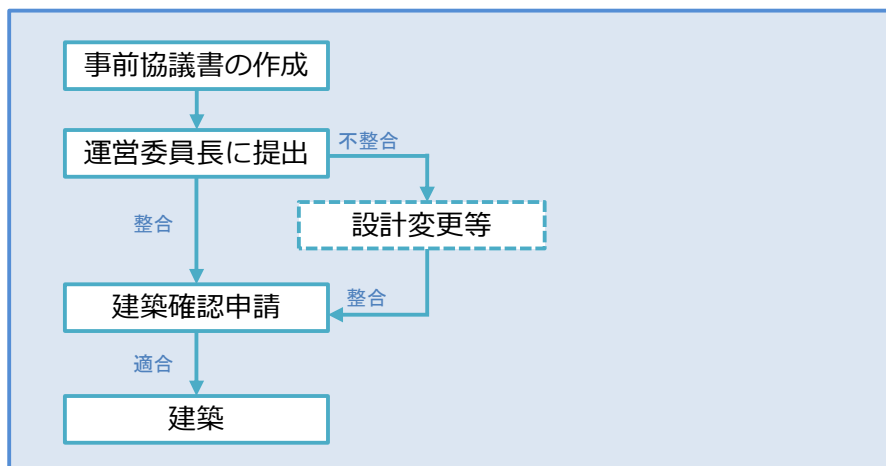 事前協議書の作成
運営委員長に提出
不整合
整合
設計変更等
建築確認申請
整合
適合
建築